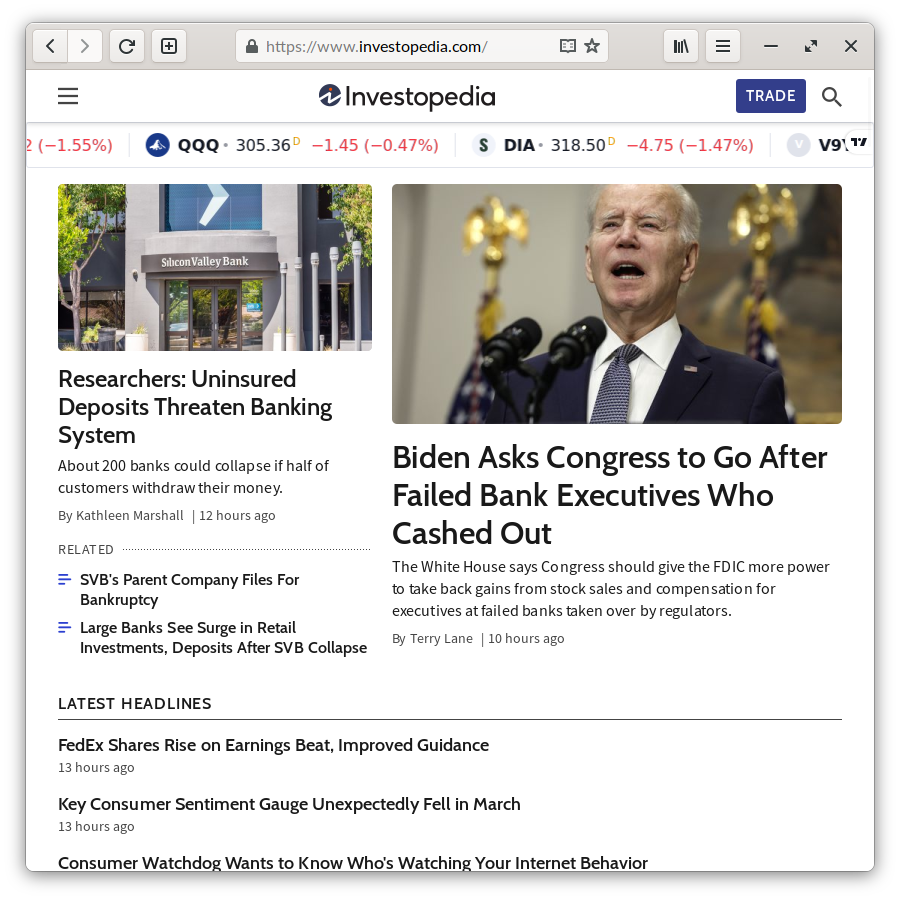 https://www.investopedia.com/
Investopedia
TRADE
2 (−1.55%) QQQ • 305.36 D −1.45 (−0.47%) DIA • 318.50 D −4.75 (−1.47%) V
Silicon Valley Bank
Researchers: Uninsured
Deposits Threaten Banking
System
About 200 banks could collapse if half of
customers withdraw their money.
By Kathleen Marshall | 12 hours ago
RELATED
SVB's Parent Company Files For
Bankruptcy
Large Banks See Surge in Retail
Investments, Deposits After SVB Collapse
Biden Asks Congress to Go After
Failed Bank Executives Who
Cashed Out
The White House says Congress should give the FDIC more power
to take back gains from stock sales and compensation for
executives at failed banks taken over by regulators.
By Terry Lane | 10 hours ago
LATEST HEADLINES
FedEx Shares Rise on Earnings Beat, Improved Guidance
13 hours ago
Key Consumer Sentiment Gauge Unexpectedly Fell in March
13 hours ago
Consumer Watchdog Wants to Know Who's Watching Your Internet Behavior